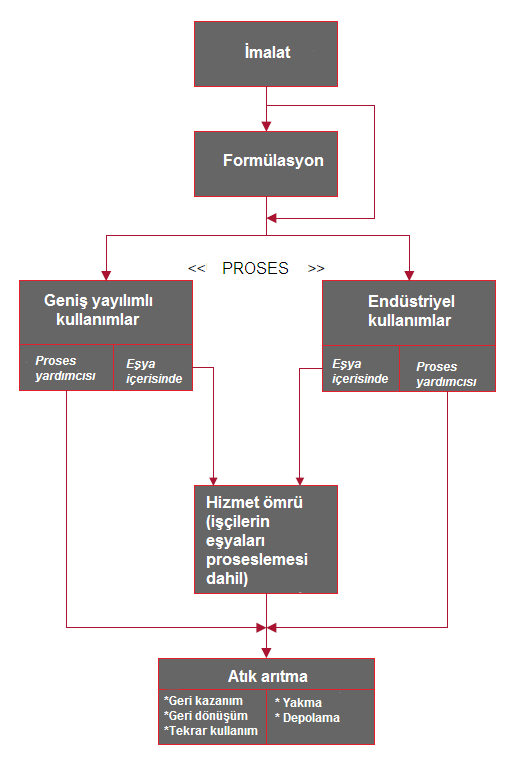 İmalat
Formülasyon
<< PROSES >>
Geniş yayılımlı
kullanımlar
Proses
yardımcısı
Eşya
içerisinde
Endüstriyel
kullanımlar
Eşya
içerisinde
Proses
yardımcısı
Hizmet ömrü
(işçilerin
eşyaları
proseslemesi
dahil)
Atık arıtma
*Geri kazanım
*Geri dönüşüm
*Tekrar kullanım
* Yakma
* Depolama